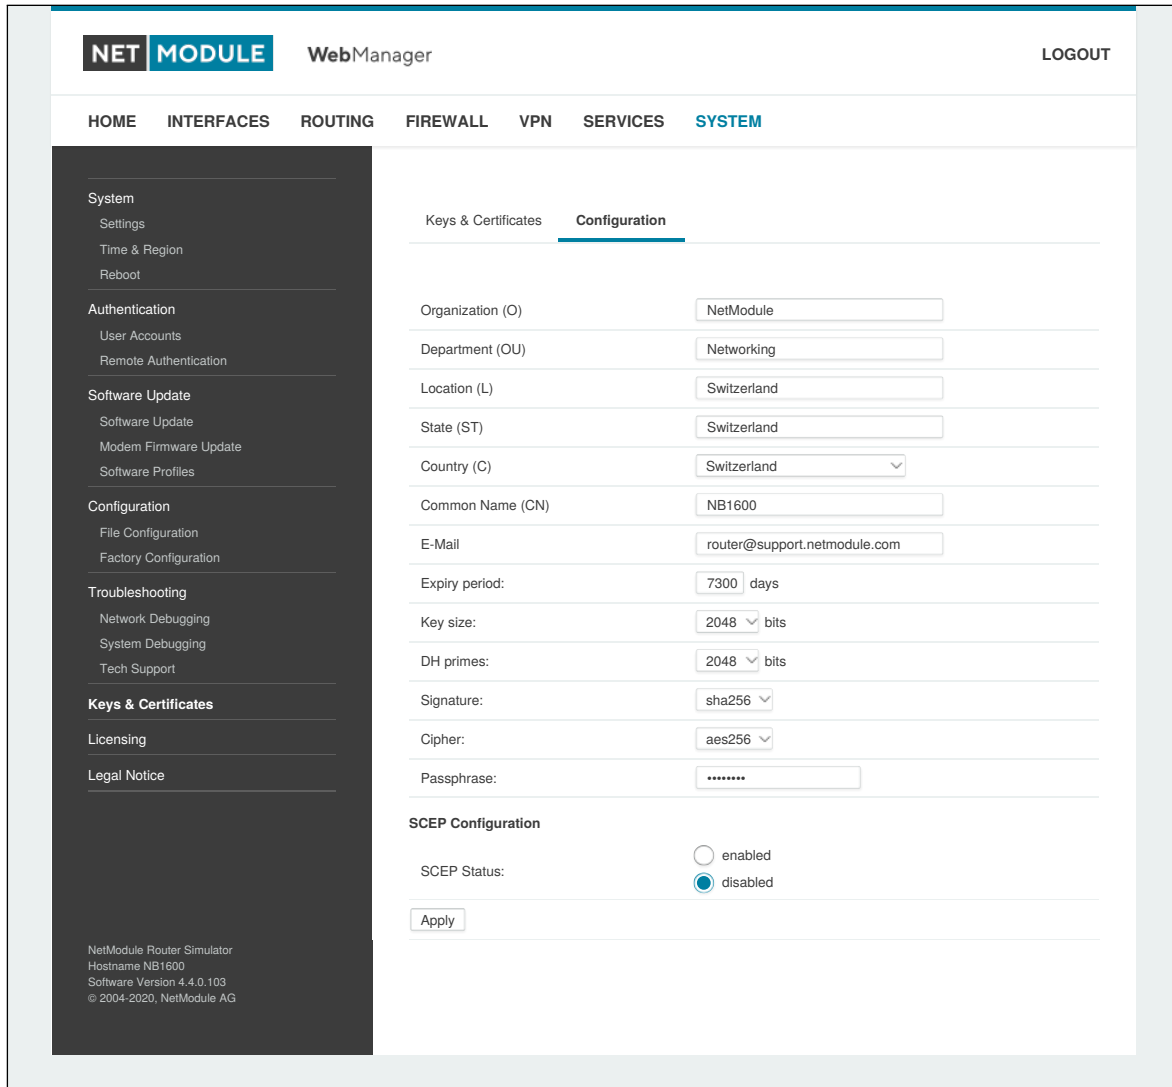 NET MODULE WebManager LOGOUT
HOME INTERFACES ROUTING FIREWALL VPN SERVICES SYSTEM
System
Settings
Time & Region
Reboot
Authentication
User Accounts
Remote Authentication
Software Update
Software Update
Modem Firmware Update
Software Profiles
Configuration
File Configuration
Factory Configuration
Troubleshooting
Network Debugging
System Debugging
Tech Support
Keys & Certificates
Licensing
Legal Notice
NetModule Router Simulator
Hostname NB1600
Software Version 4.4.0.103
© 2004-2020, NetModule AG
Keys & Certificates Configuration
Organization (O) NetModule
Department (OU) Networking
Location (L) Switzerland
State (ST) Switzerland
Country (C) Switzerland
Common Name (CN) NB1600
E-Mail router@support.netmodule.com
Expiry period: 7300 days
Key size: 2048 bits
DH primes: 2048 bits
Signature: sha256
Cipher: aes256
Passphrase: ••••••••
SCEP Configuration
SCEP Status: enabled
disabled
Apply